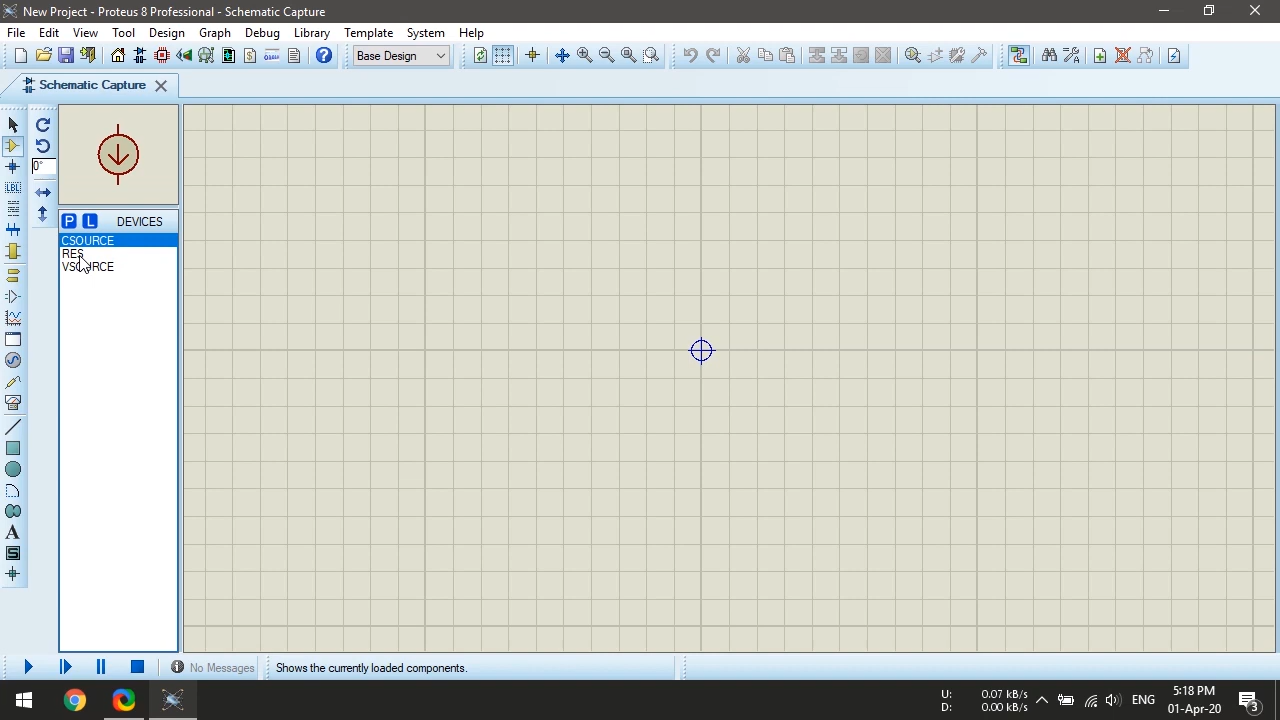 New Project - Proteus 8 Professional - Schematic Capture
File Edit View Tool Design Graph Debug Library Template System Help
Base Design
Schematic Capture
0°
P L DEVICES
CSOURCE
RES
VSOURCE
LBL
A
S
No Messages
Shows the currently loaded components.
U: 0.07 kB/s
D: 0.00 kB/s
ENG
5:18 PM
01-Apr-20
3